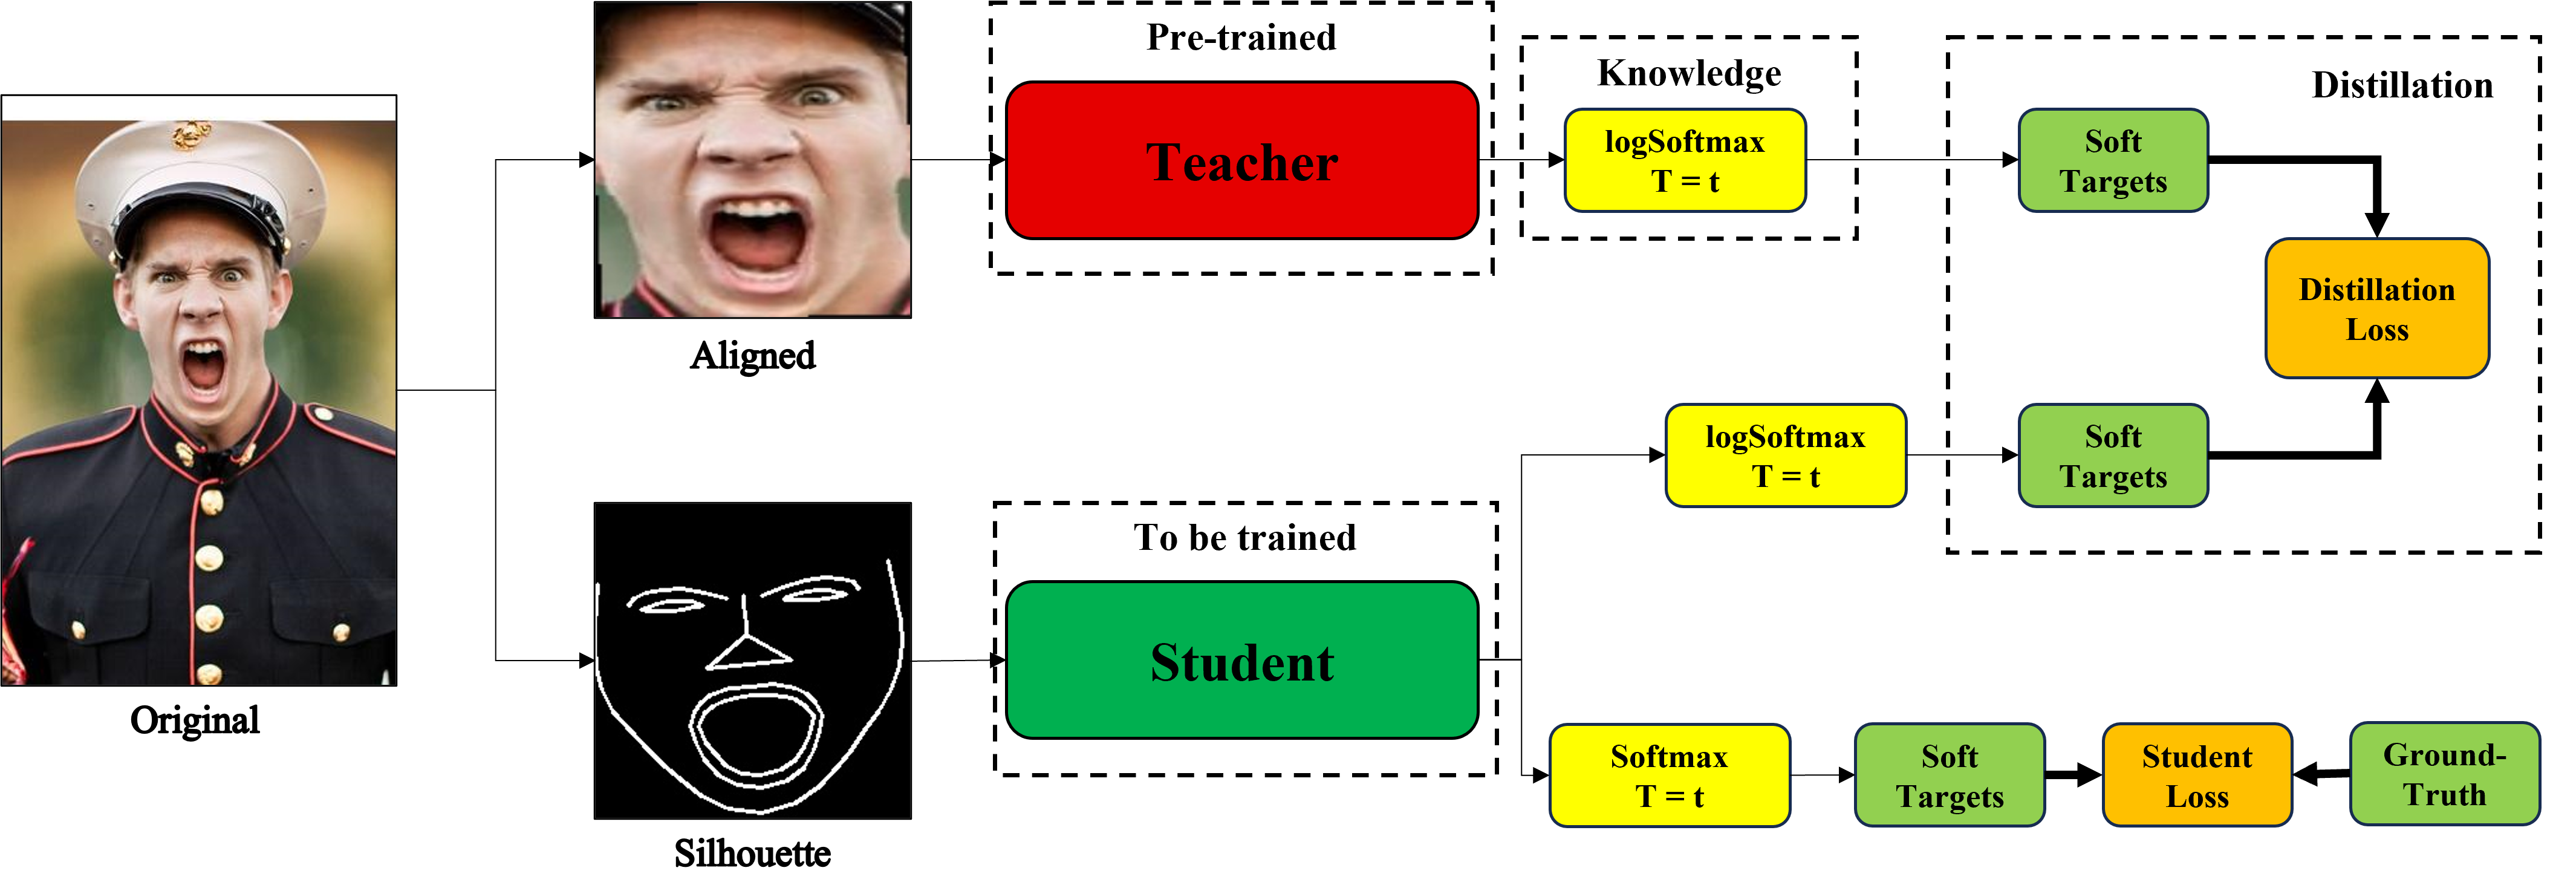 Original
Aligned
Silhouette
Pre-trained
Teacher
To be trained
Student
Knowledge
logSoftmax
T = t
Distillation
Soft
Targets
Distillation
Loss
logSoftmax
T = t
Soft
Targets
Softmax
T = t
Soft
Targets
Student
Loss
Ground-
Truth